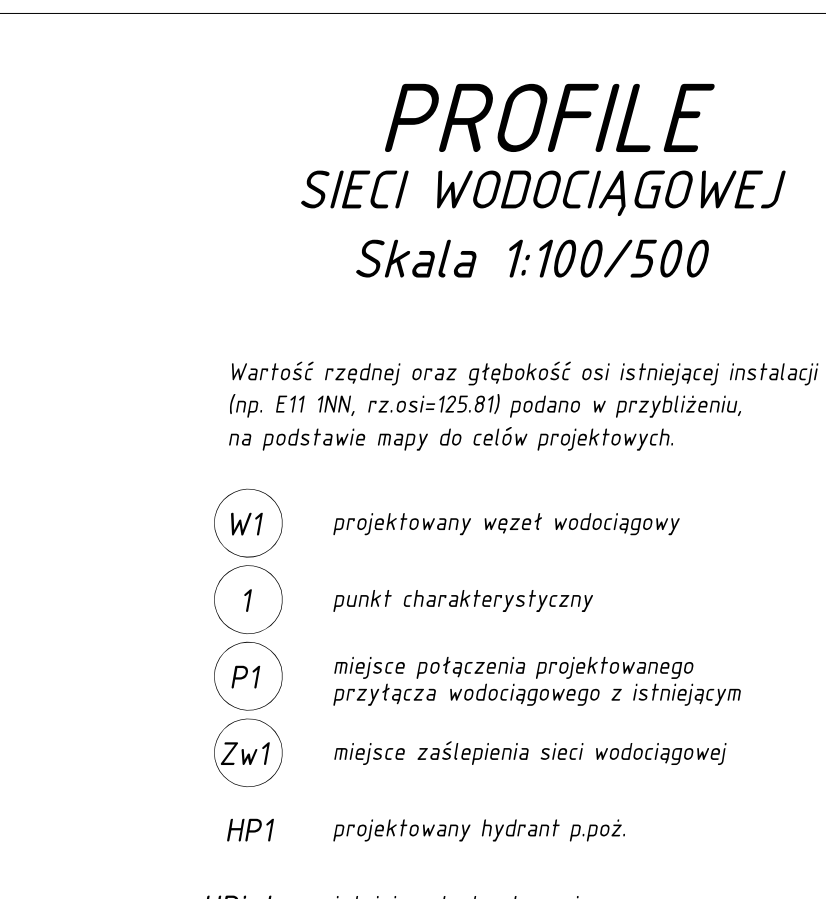 PROFILE
SIECI WODOCIĄGOWEJ
Skala 1:100/500
Wartość rzędnej oraz głębokość osi istniejącej instalacji
(np. E11 1NN, rz.osi=125.81) podano w przybliżeniu,
na podstawie mapy do celów projektowych.
W1 projektowany węzeł wodociągowy
1 punkt charakterystyczny
P1 miejsce połączenia projektowanego
przyłącza wodociągowego z istniejącym
Zw1 miejsce zaślepienia sieci wodociągowej
HP1 projektowany hydrant p.poż.